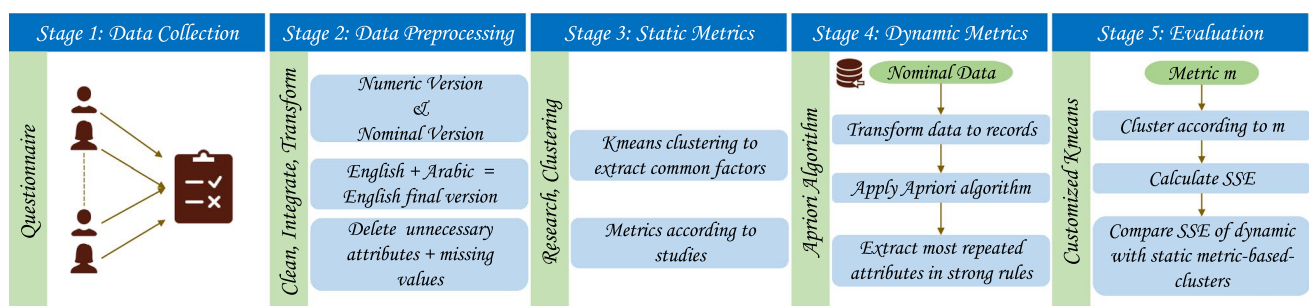 Stage 1: Data Collection
Questionnaire
Stage 2: Data Preprocessing
Clean, Integrate, Transform
Numeric Version
&
Nominal Version
English + Arabic =
English final version
Delete unnecessary
attributes + missing
values
Stage 3: Static Metrics
Research, Clustering
Kmeans clustering to
extract common factors
Metrics according to
studies
Stage 4: Dynamic Metrics
Apriori Algorithm
Nominal Data
Transform data to records
Apply Apriori algorithm
Extract most repeated
attributes in strong rules
Stage 5: Evaluation
Customized Kmeans
Metric m
Cluster according to m
Calculate SSE
Compare SSE of dynamic
with static metric-based-
clusters